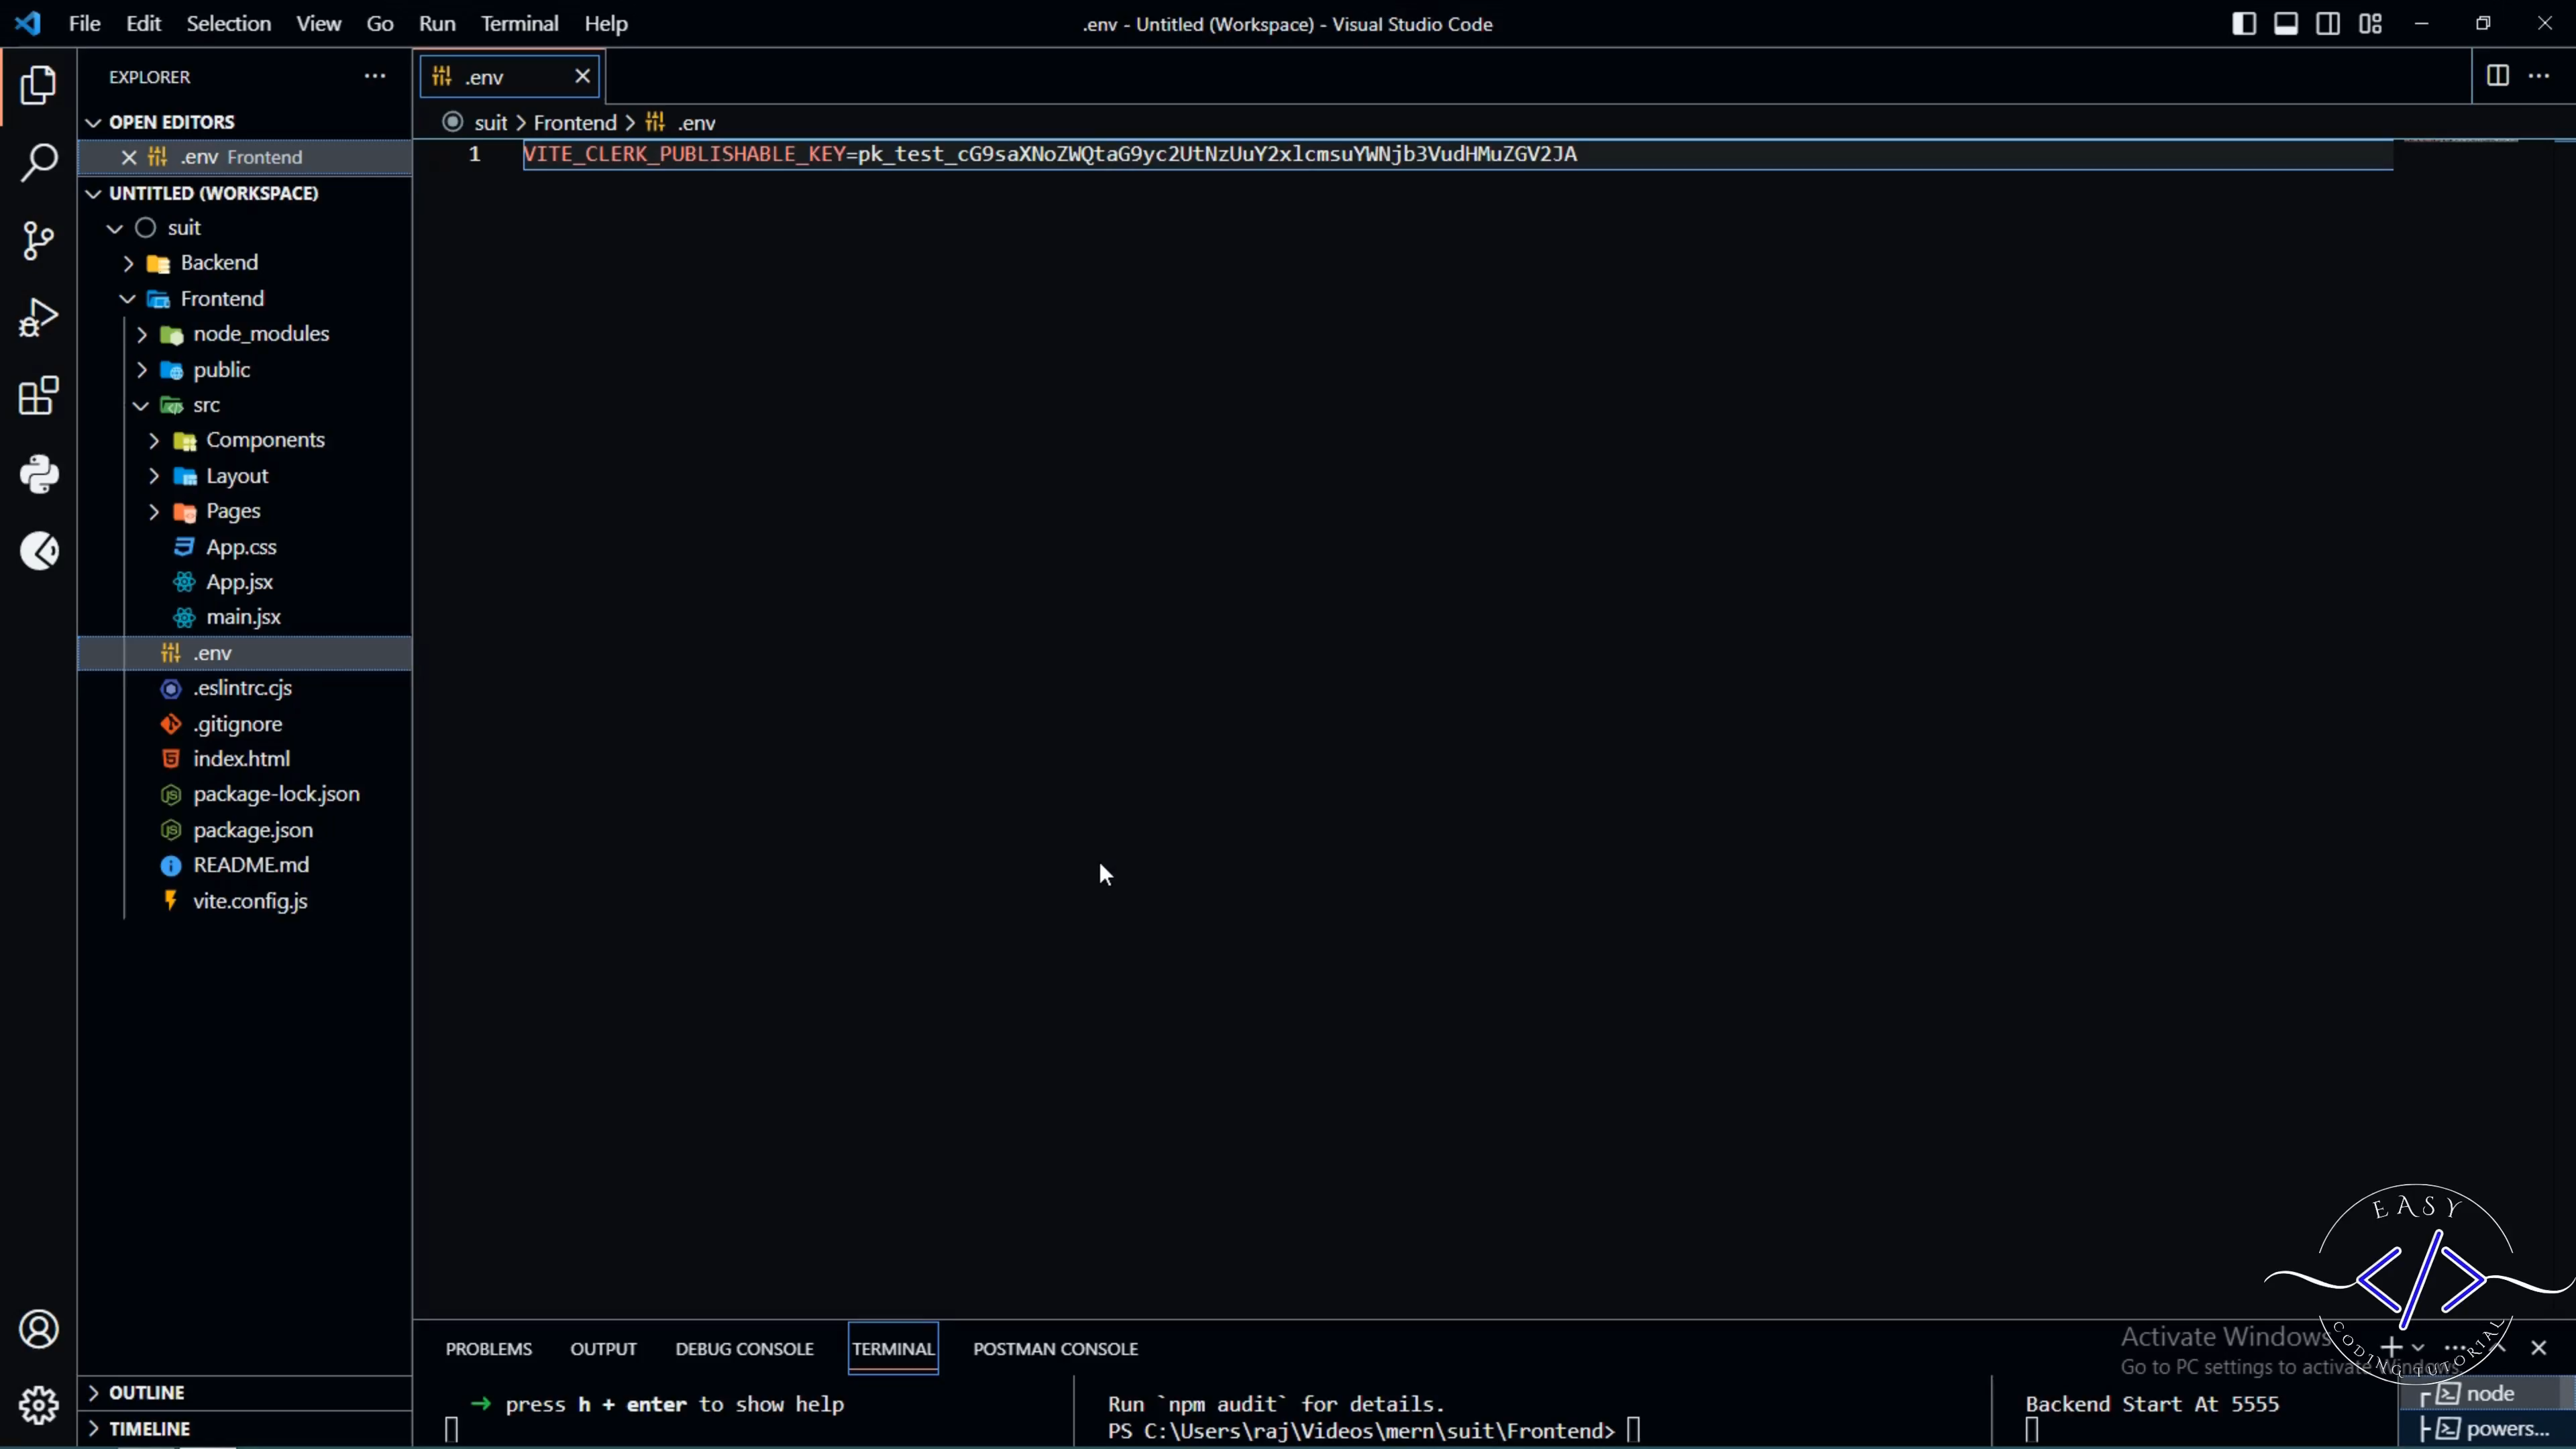 File Edit Selection View Go Run Terminal Help
.env - Untitled (Workspace) - Visual Studio Code
EXPLORER
.env
OPEN EDITORS
suit > Frontend > .env
.env Frontend
1 VITE_CLERK_PUBLISHABLE_KEY=pk_test_cG9saXNoZWQtaG9yc2UtNzUuY2xlcmsuYWNjb3VudHMuZGV2JA
UNTITLED (WORKSPACE)
suit
Backend
Frontend
node_modules
public
src
Components
Layout
Pages
App.css
App.jsx
main.jsx
.env
.eslintrc.cjs
.gitignore
index.html
package-lock.json
package.json
README.md
vite.config.js
OUTLINE
TIMELINE
PROBLEMS OUTPUT DEBUG CONSOLE TERMINAL POSTMAN CONSOLE
→ press h + enter to show help
Run `npm audit` for details.
PS C:\Users\raj\Videos\mern\suit\Frontend>
Backend Start At 5555
node
powers...
Activate Windows
Go to PC settings to activate Windows.
EASY
</>
CODING TUTORIAL